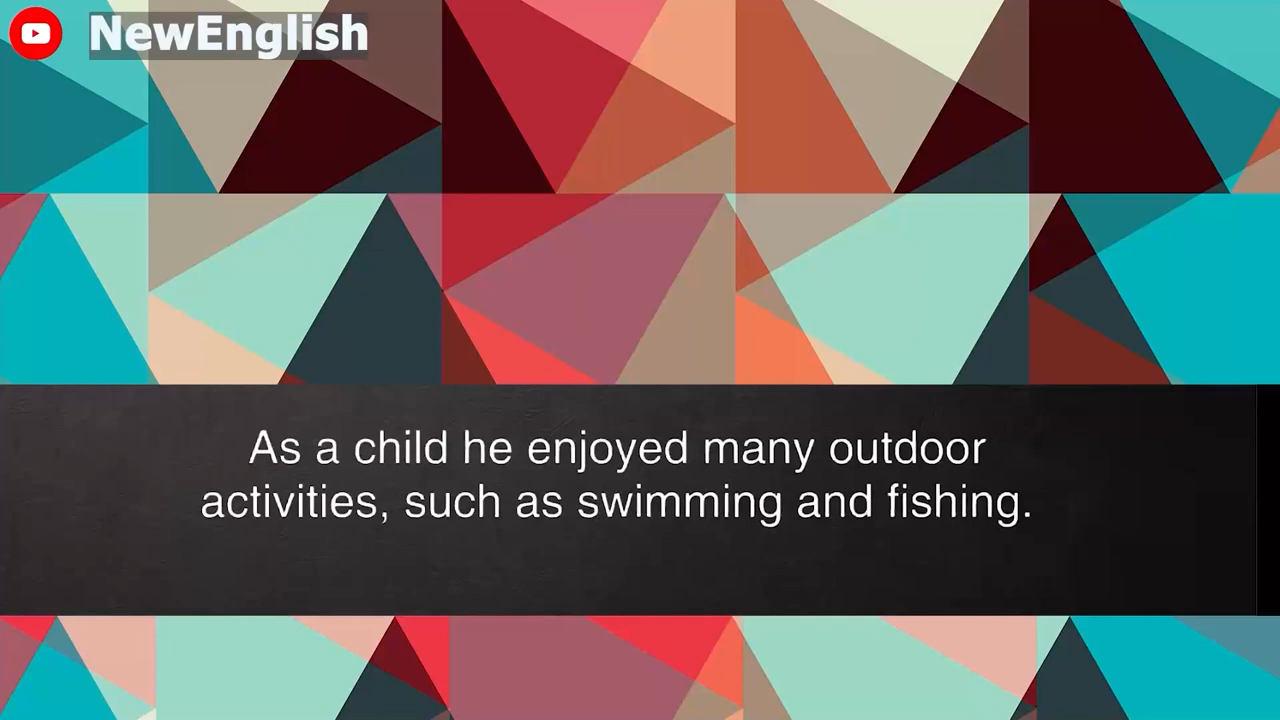 NewEnglish
As a child he enjoyed many outdoor
activities, such as swimming and fishing.